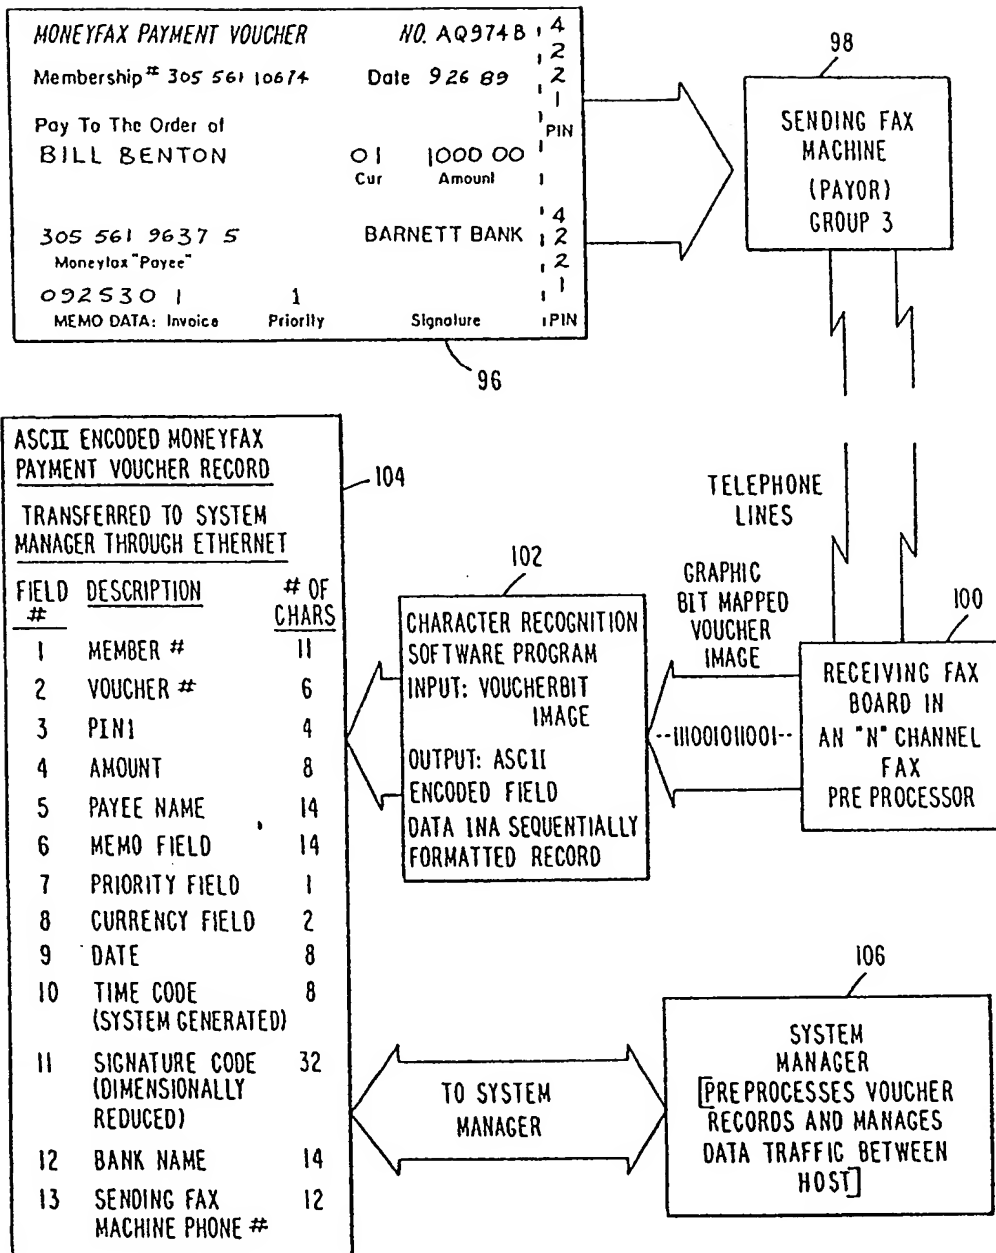 MONEYFAX PAYMENT VOUCHER NO. AQ974B 4
2
Membership# 305 561 10674 Date 9 26 89 2
1
Pay To The Order of PIN
BILL BENTON 01 1000 00
Cur Amount
4
305 561 9637 5 BARNETT BANK 2
Moneyfax "Payee" 2
092530 1 1 1
MEMO DATA: Invoice Priority Signature PIN
96
98
SENDING FAX
MACHINE
(PAYOR)
GROUP 3
TELEPHONE
LINES
100
RECEIVING FAX
BOARD IN
AN "N" CHANNEL
FAX
PRE PROCESSOR
GRAPHIC
BIT MAPPED
VOUCHER
IMAGE
--111001011001--
102
CHARACTER RECOGNITION
SOFTWARE PROGRAM
INPUT: VOUCHERBIT
IMAGE
OUTPUT: ASCII
ENCODED FIELD
DATA INA SEQUENTIALLY
FORMATTED RECORD
104
ASCII ENCODED MONEYFAX
PAYMENT VOUCHER RECORD
TRANSFERRED TO SYSTEM
MANAGER THROUGH ETHERNET
FIELD # DESCRIPTION # OF CHARS
1 MEMBER # 11
2 VOUCHER # 6
3 PIN1 4
4 AMOUNT 8
5 PAYEE NAME 14
6 MEMO FIELD 14
7 PRIORITY FIELD 1
8 CURRENCY FIELD 2
9 DATE 8
10 TIME CODE 8
(SYSTEM GENERATED)
11 SIGNATURE CODE 32
(DIMENSIONALLY
REDUCED)
12 BANK NAME 14
13 SENDING FAX 12
MACHINE PHONE #
TO SYSTEM
MANAGER
106
SYSTEM
MANAGER
[PREPROCESSES VOUCHER
RECORDS AND MANAGES
DATA TRAFFIC BETWEEN
HOST]